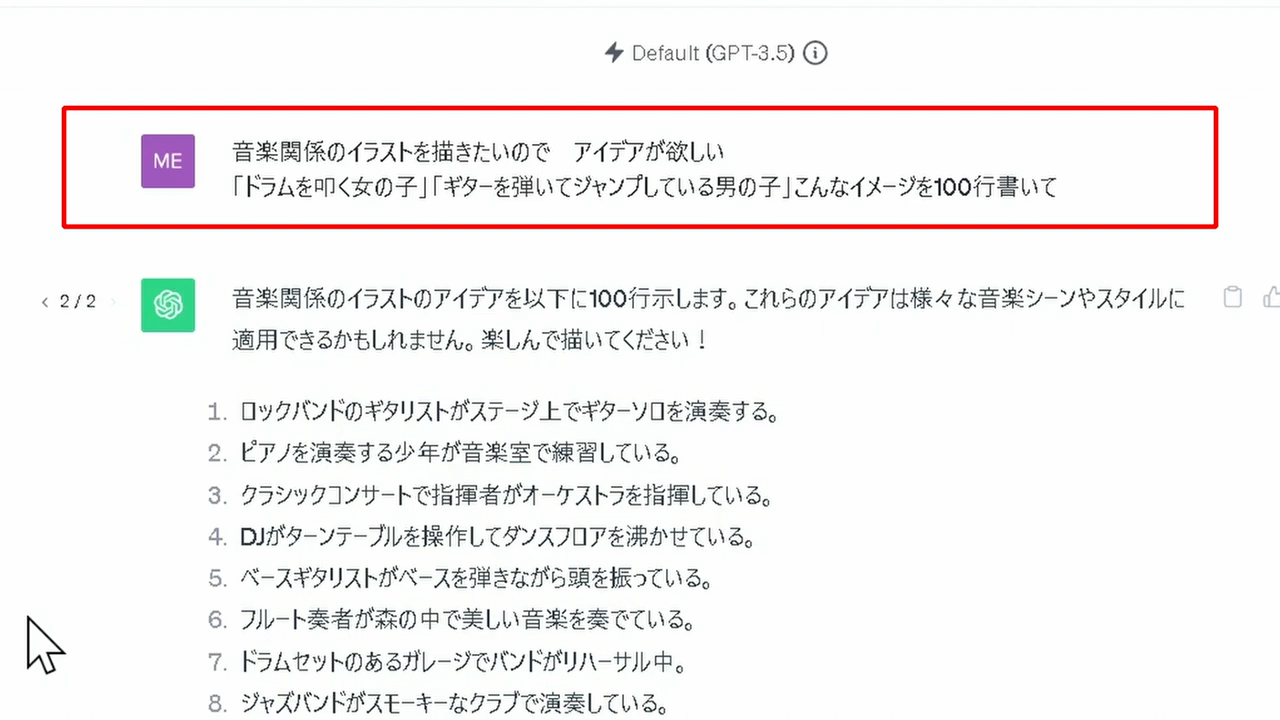 Default (GPT-3.5)
ME
音楽関係のイラストを描きたいので　アイデアが欲しい
「ドラムを叩く女の子」「ギターを弾いてジャンプしている男の子」こんなイメージを100行書いて
2 / 2
音楽関係のイラストのアイデアを以下に100行示します。これらのアイデアは様々な音楽シーンやスタイルに
適用できるかもしれません。楽しんで描いてください！
1. ロックバンドのギタリストがステージ上でギターソロを演奏する。
2. ピアノを演奏する少年が音楽室で練習している。
3. クラシックコンサートで指揮者がオーケストラを指揮している。
4. DJがターンテーブルを操作してダンスフロアを沸かせている。
5. ベースギタリストがベースを弾きながら頭を振っている。
6. フルート奏者が森の中で美しい音楽を奏でている。
7. ドラムセットのあるガレージでバンドがリハーサル中。
8. ジャズバンドがスモーキーなクラブで演奏している。